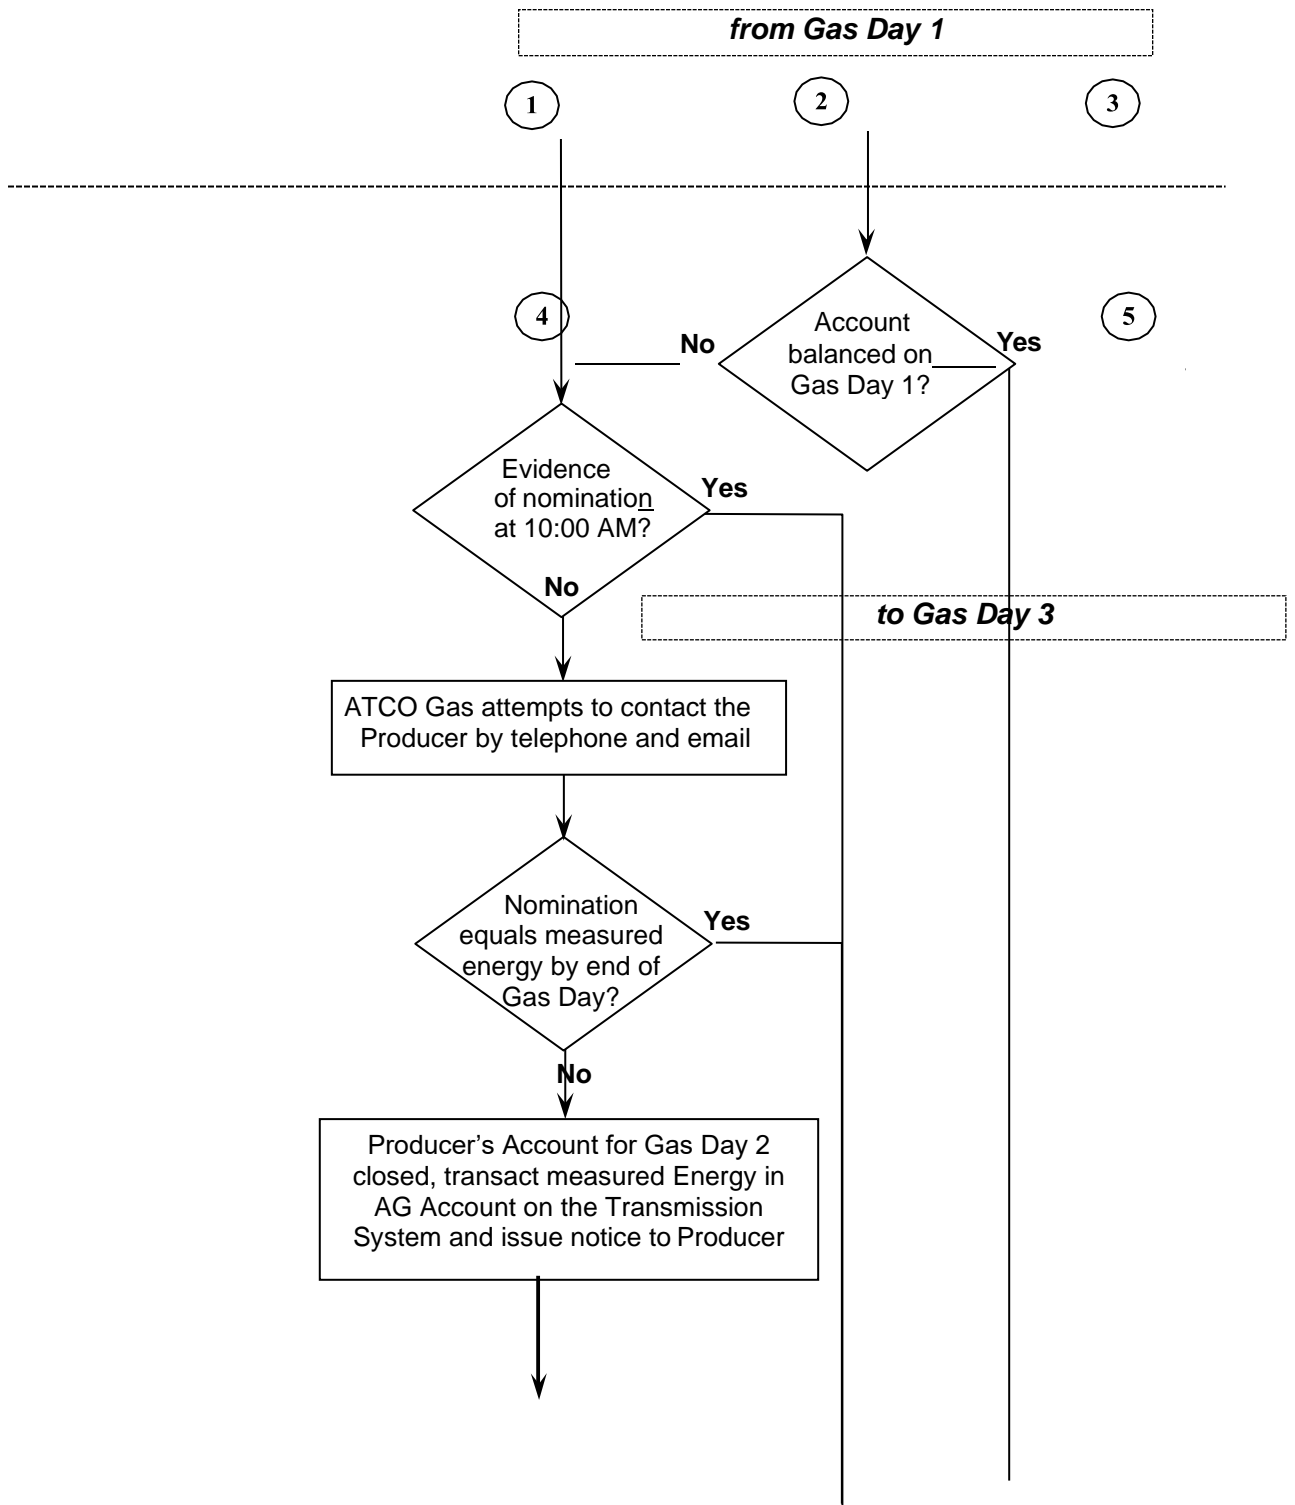 from Gas Day 1
1
2
3
4
5
Account
balanced on
Gas Day 1?
No
Yes
Evidence
of nomination
at 10:00 AM?
Yes
No
to Gas Day 3
ATCO Gas attempts to contact the
Producer by telephone and email
Nomination
equals measured
energy by end of
Gas Day?
Yes
No
Producer’s Account for Gas Day 2
closed, transact measured Energy in
AG Account on the Transmission
System and issue notice to Producer